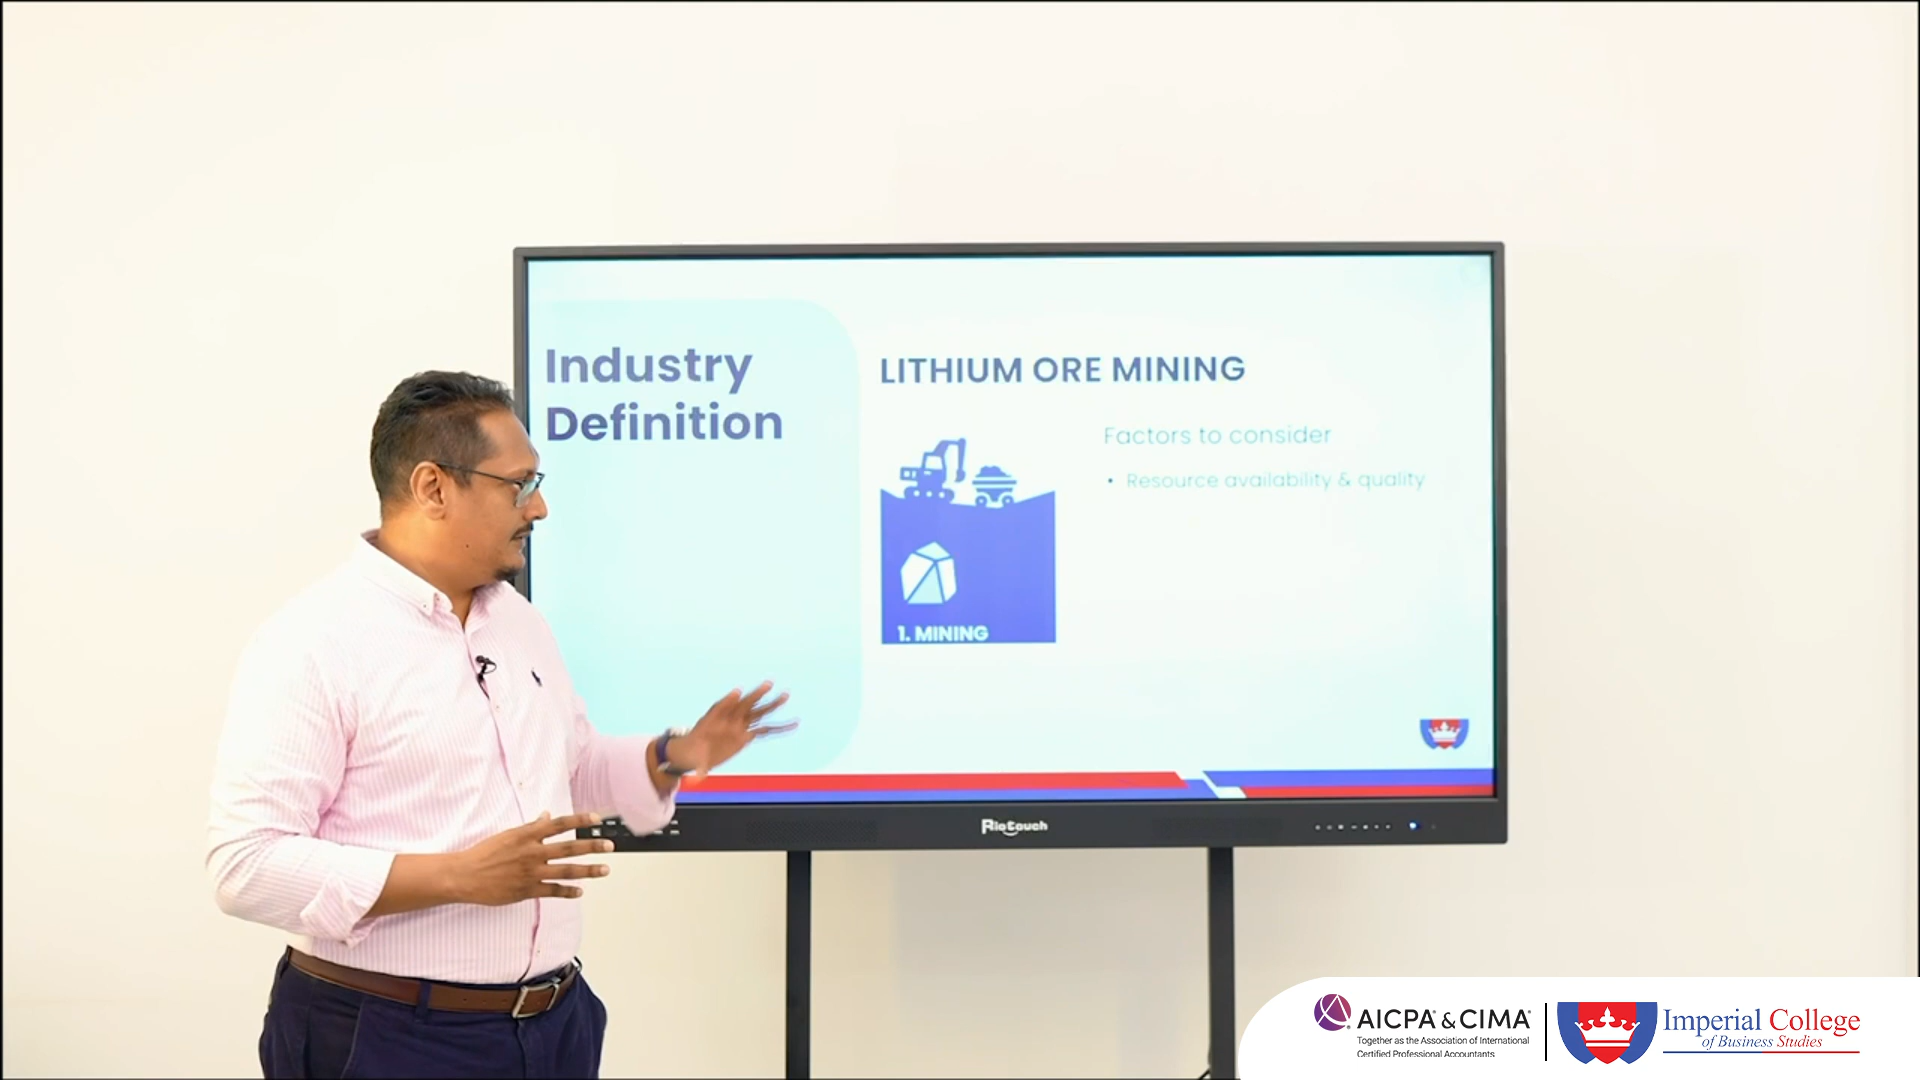 Industry
Definition
LITHIUM ORE MINING
Factors to consider
• Resource availability & quality
1. MINING
Riotouch
AICPA & CIMA
Together as the Association of International
Certified Professional Accountants
Imperial College
of Business Studies